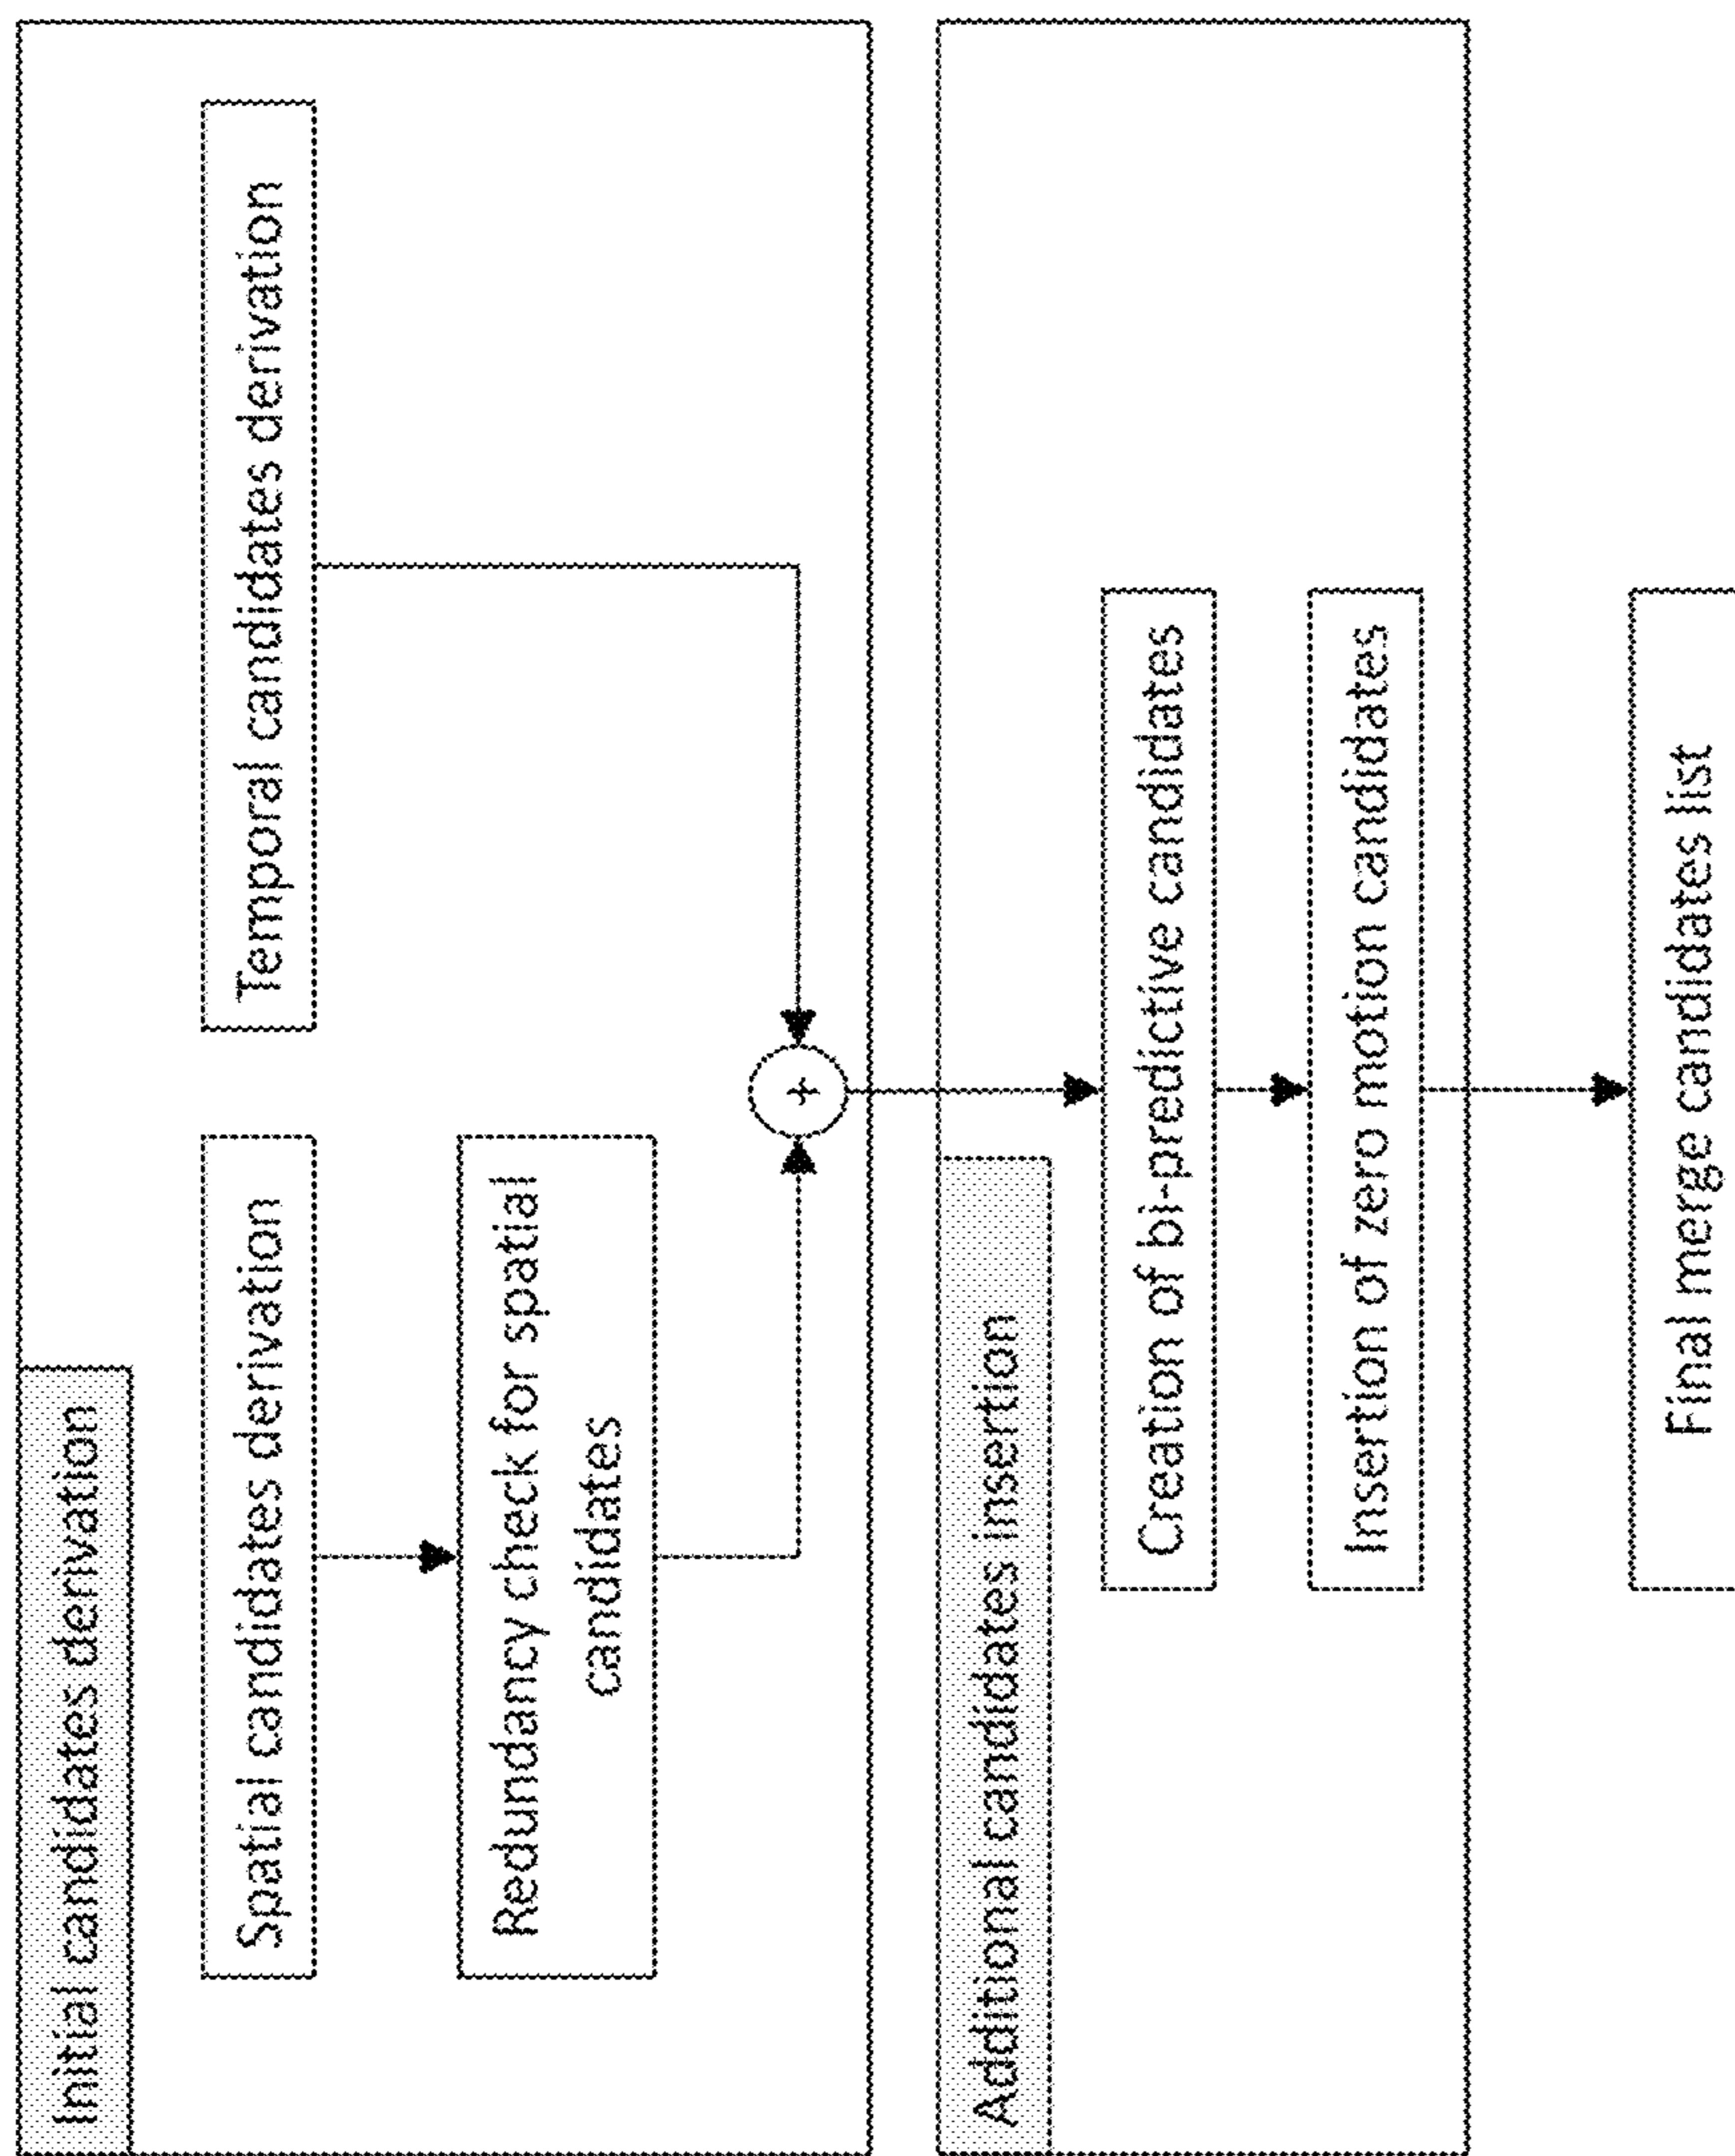 Initial candidates derivation
Spatial candidates derivation
Temporal candidates derivation
Redundancy check for spatial
candidates
+
Additional candidates insertion
Creation of bi-predictive candidates
Insertion of zero motion candidates
Final merge candidates list